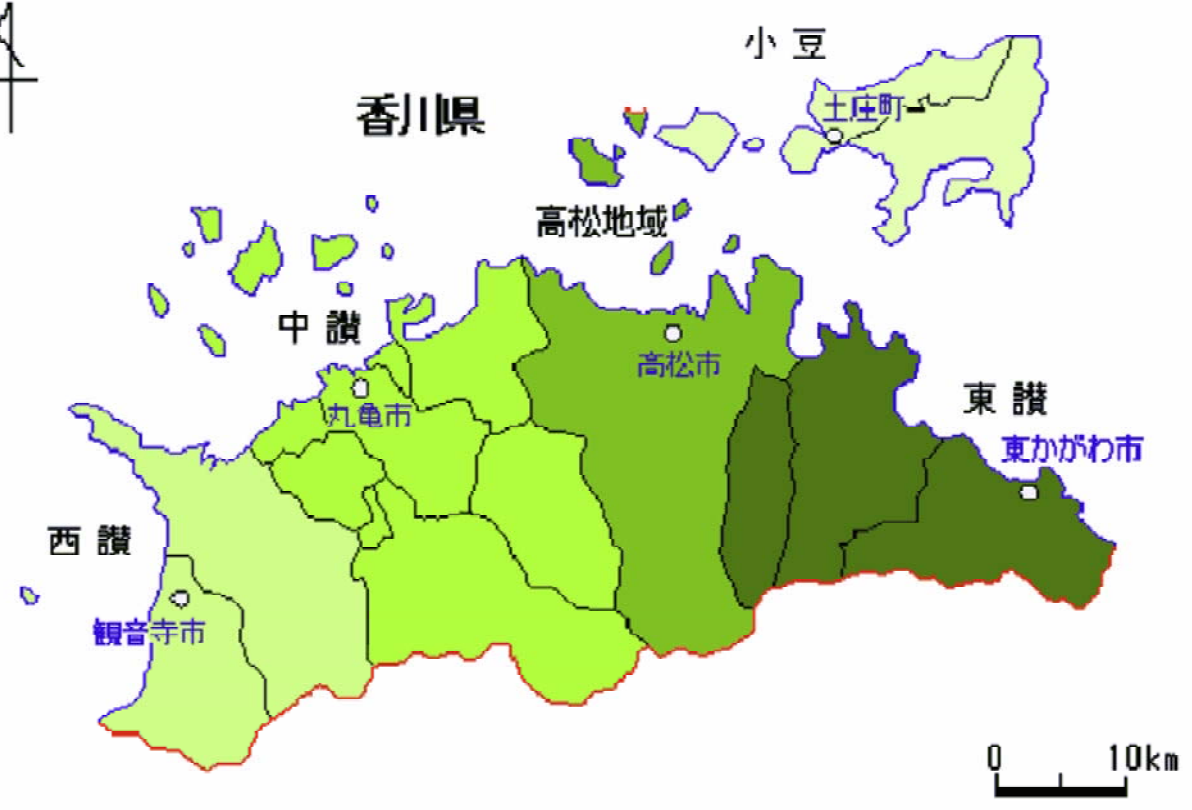 小豆
土庄町
香川県
高松地域
中讃
高松市
丸亀市
東讃
東かがわ市
西讃
観音寺市
0 10km